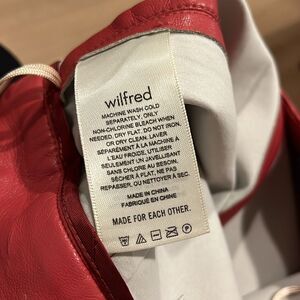 wilfred
MACHINE WASH COLD
SEPARATELY, ONLY
NON-CHLORINE BLEACH WHEN
NEEDED, DRY FLAT, DO NOT IRON,
OR DRY CLEAN. LAVER
SÉPARÉMENT À LA MACHINE À
L'EAU FROIDE. UTILISER
SEULEMENT UN JAVELLISANT
SANS CHLORE AU BESOIN.
SÉCHER À PLAT, NE PAS
REPASSER, OU NETTOYER À SEC.
MADE IN CHINA
FABRIQUÉ EN CHINE
MADE FOR EACH OTHER.